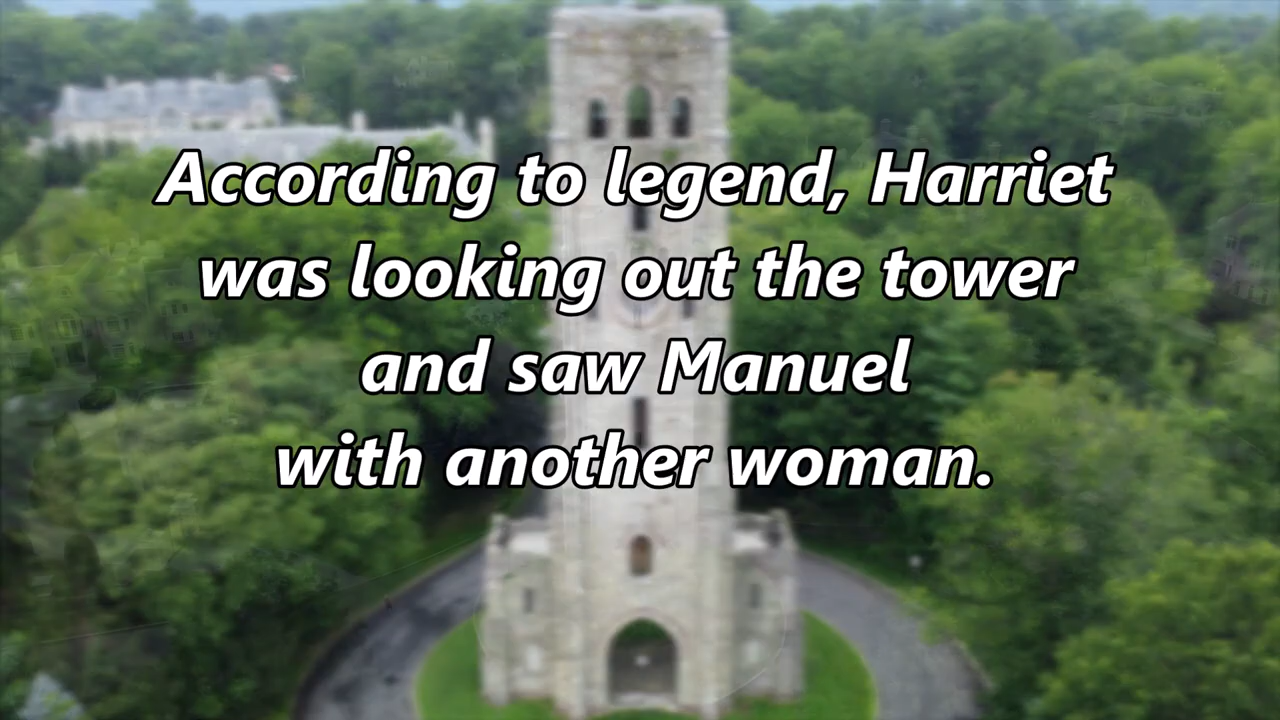 According to legend, Harriet
was looking out the tower
and saw Manuel
with another woman.